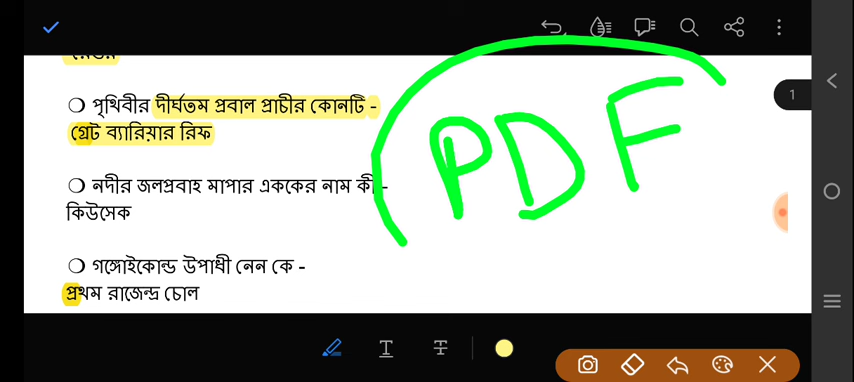 ❍ পৃথিবীর দীর্ঘতম প্রবাল প্রাচীর কোনটি -
গ্রেট ব্যারিয়ার রিফ
❍ নদীর জলপ্রবাহ মাপার এককের নাম কী -
কিউসেক
❍ গঙ্গোইকোন্ড উপাধী নেন কে -
প্রথম রাজেন্দ্র চোল
PDF
1
T
T